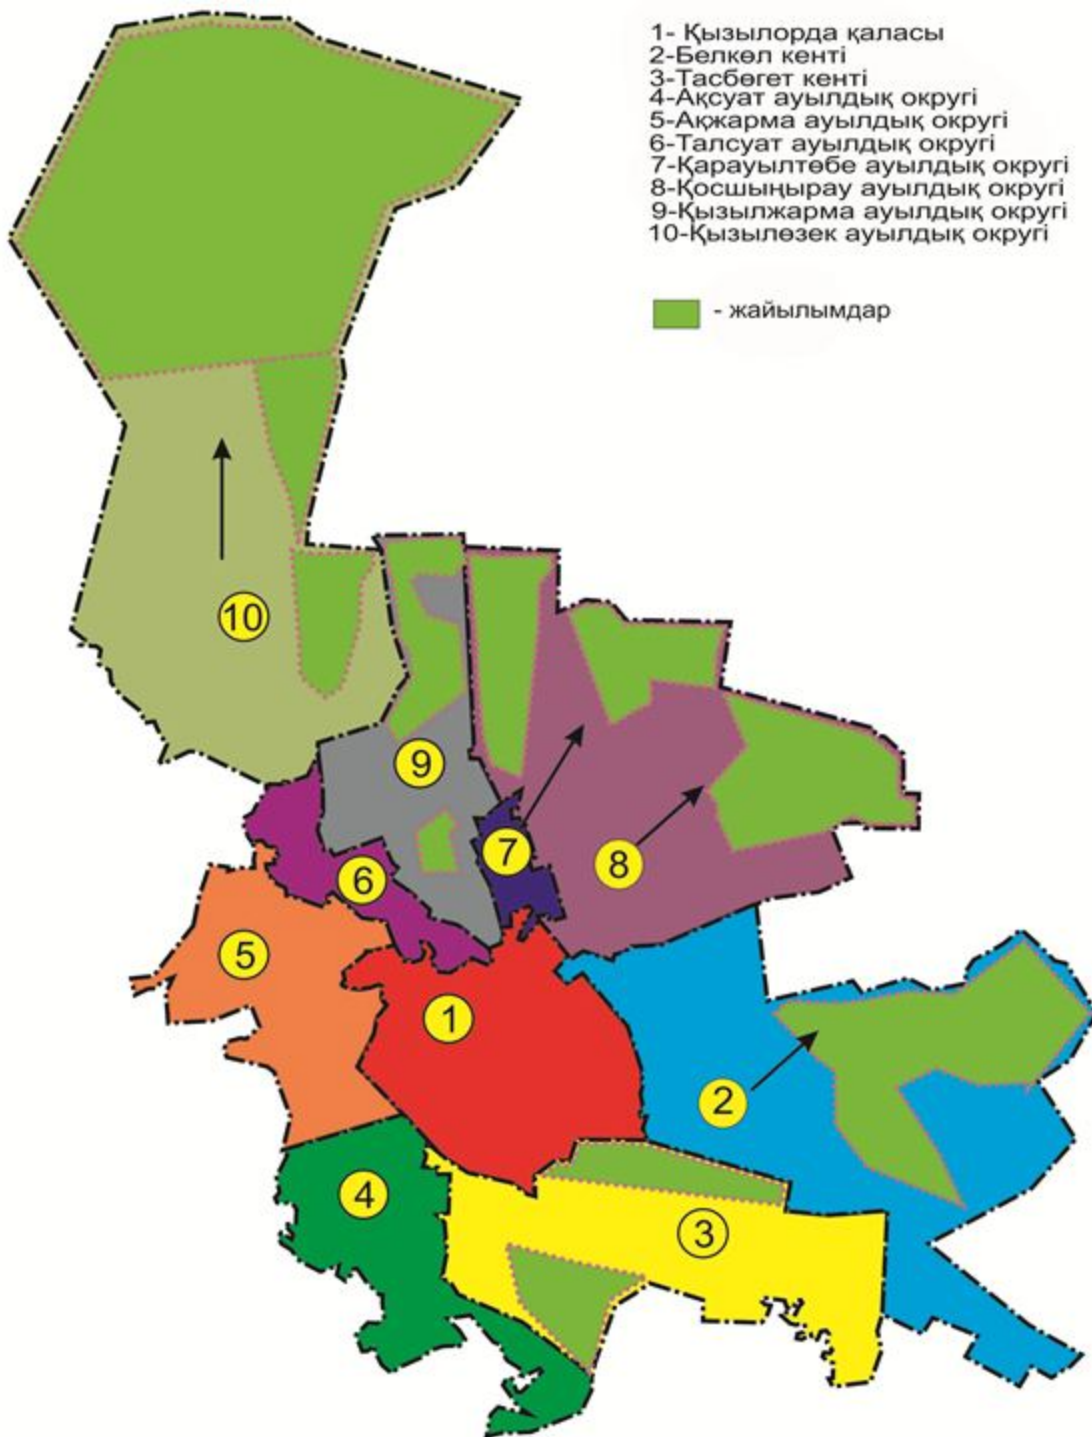 1- Қызылорда қаласы
2-Белкөл кенті
3-Тасбөгет кенті
4-Ақсуат ауылдық округі
5-Ақжарма ауылдық округі
6-Талсуат ауылдық округі
7-Қарауылтөбе ауылдық округі
8-Қосшыңырау ауылдық округі
9-Қызылжарма ауылдық округі
10-Қызылөзек ауылдық округі
- жайылымдар
10
9
7
8
6
5
1
2
4
3